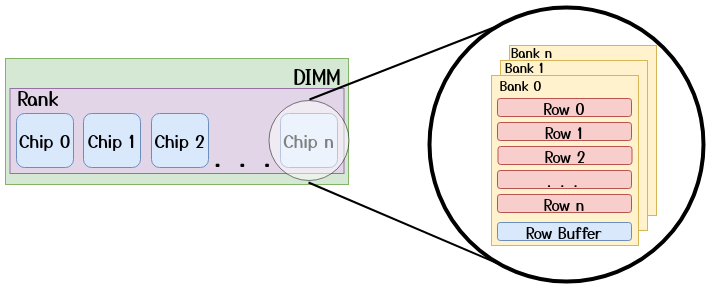 DIMM
Rank
Chip 0
Chip 1
Chip 2
. . .
Chip n
Bank n
Bank 1
Bank 0
Row 0
Row 1
Row 2
. . .
Row n
Row Buffer